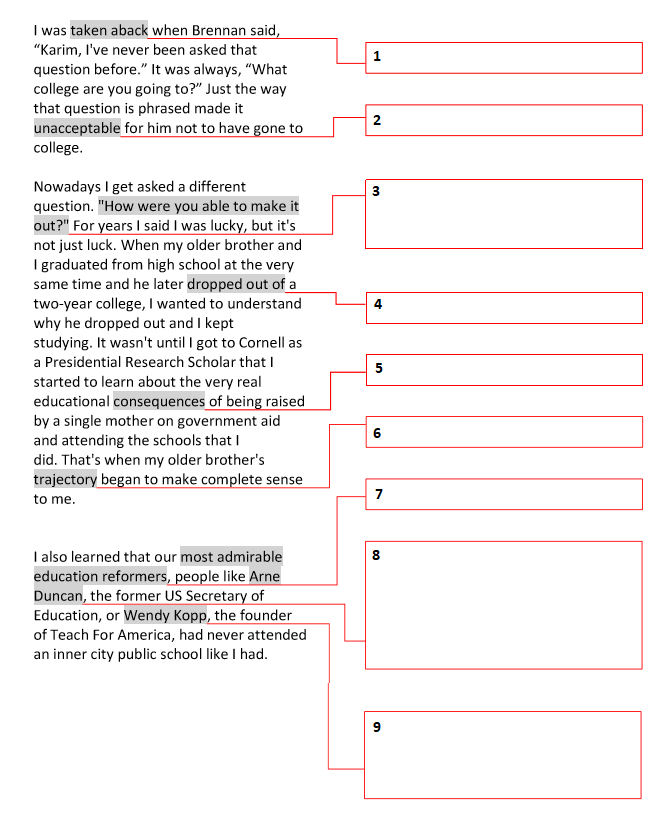 I was taken aback when Brennan said,
“Karim, I've never been asked that
question before.” It was always, “What
college are you going to?” Just the way
that question is phrased made it
unacceptable for him not to have gone to
college.
Nowadays I get asked a different
question. "How were you able to make it
out?" For years I said I was lucky, but it's
not just luck. When my older brother and
I graduated from high school at the very
same time and he later dropped out of a
two-year college, I wanted to understand
why he dropped out and I kept
studying. It wasn't until I got to Cornell as
a Presidential Research Scholar that I
started to learn about the very real
educational consequences of being raised
by a single mother on government aid
and attending the schools that I
did. That's when my older brother's
trajectory began to make complete sense
to me.
I also learned that our most admirable
education reformers, people like Arne
Duncan, the former US Secretary of
Education, or Wendy Kopp, the founder
of Teach For America, had never attended
an inner city public school like I had.
1
2
3
4
5
6
7
8
9